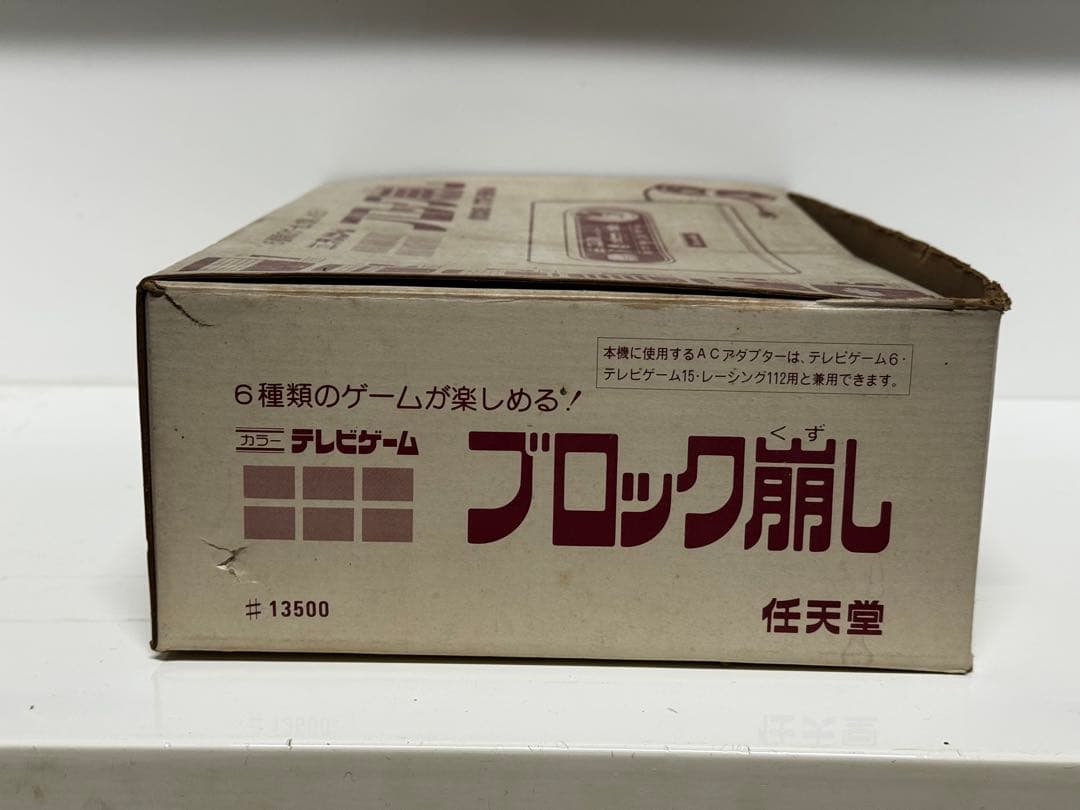 本機に使用するACアダプターは、テレビゲーム6・
テレビゲーム15・レーシング112用と兼用できます。
6種類のゲームが楽しめる!
カラー テレビゲーム
くず
ブロック崩し
♯13500
任天堂